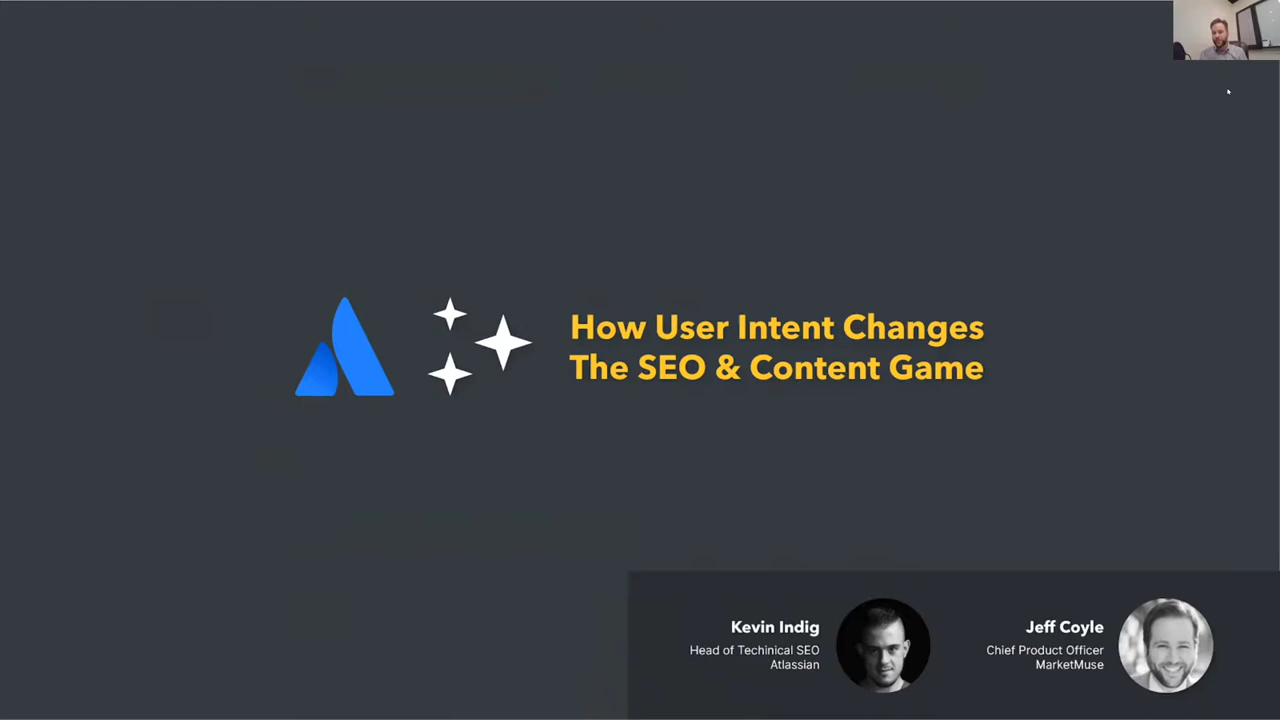 How User Intent Changes
The SEO & Content Game
Kevin Indig
Head of Techinical SEO
Atlassian
Jeff Coyle
Chief Product Officer
MarketMuse